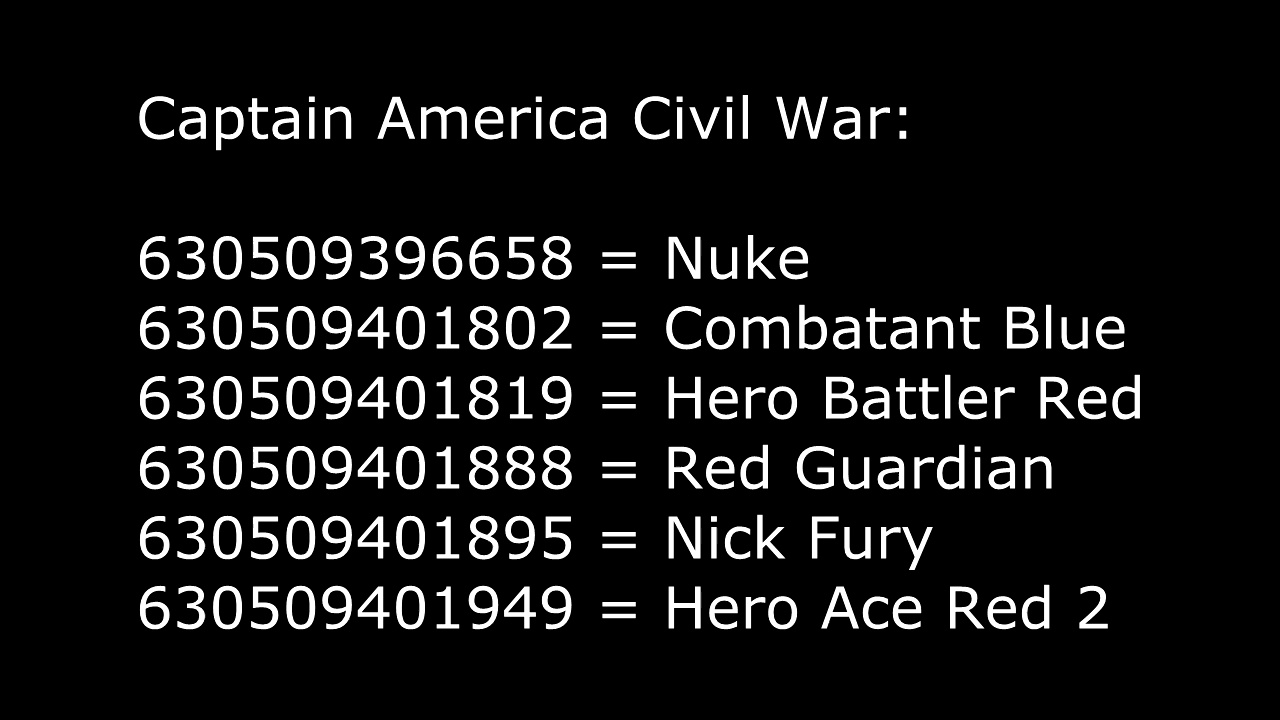 Captain America Civil War:
630509396658 = Nuke
630509401802 = Combatant Blue
630509401819 = Hero Battler Red
630509401888 = Red Guardian
630509401895 = Nick Fury
630509401949 = Hero Ace Red 2